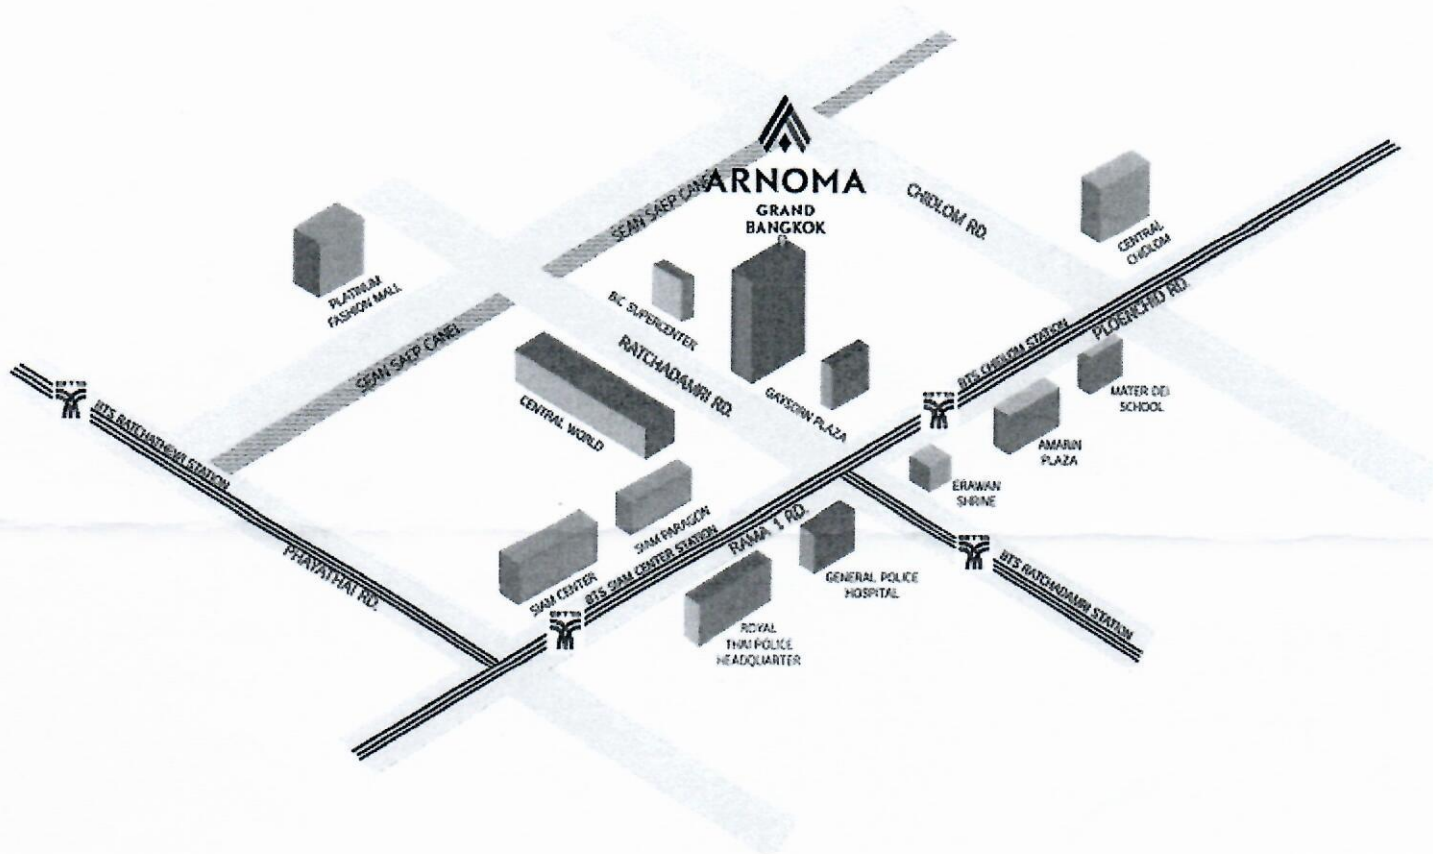 ARNOMA
GRAND
BANGKOK
SEAN SAEP CANEL
CHIDLOM RD.
CENTRAL
CHIDLOM
PLATINUM
FASHION MALL
BIC SUPERCENTER
PLOENCHID RD.
SEAN SAEP CANEL
RATCHADAMRI RD.
BTS CHIDLOM STATION
CENTRAL WORLD
GAYSORN PLAZA
MATER DEI
SCHOOL
BTS RATCHATHEWI STATION
AMARIN
PLAZA
ERAWAN
SHRINE
SIAM PARAGON
RAMA 1 RD.
SIAM CENTER
BTS SIAM CENTER STATION
GENERAL POLICE
HOSPITAL
BTS RATCHADAMRI STATION
PHAYATHAI RD.
ROYAL
THAI POLICE
HEADQUARTER